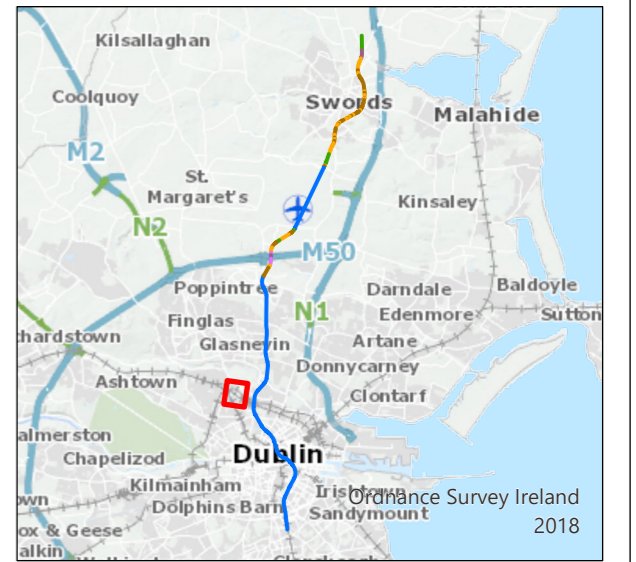 Kilsallaghan
Coolquoy
Swords
Malahide
M2
St.
Margaret's
Kinsaley
N2
M50
Poppintree
Darndale
Baldoyle
N1
Edenmore
Sutton
Finglas
chardstown
Glasnevin
Artane
Donnycarney
Ashtown
Clontarf
almerston
Chapelizod
Dublin
Kilmainham
Irishtown
own
Dolphins Barn
Sandymount
Ordnance Survey Ireland
2018
ox & Geese
alkin